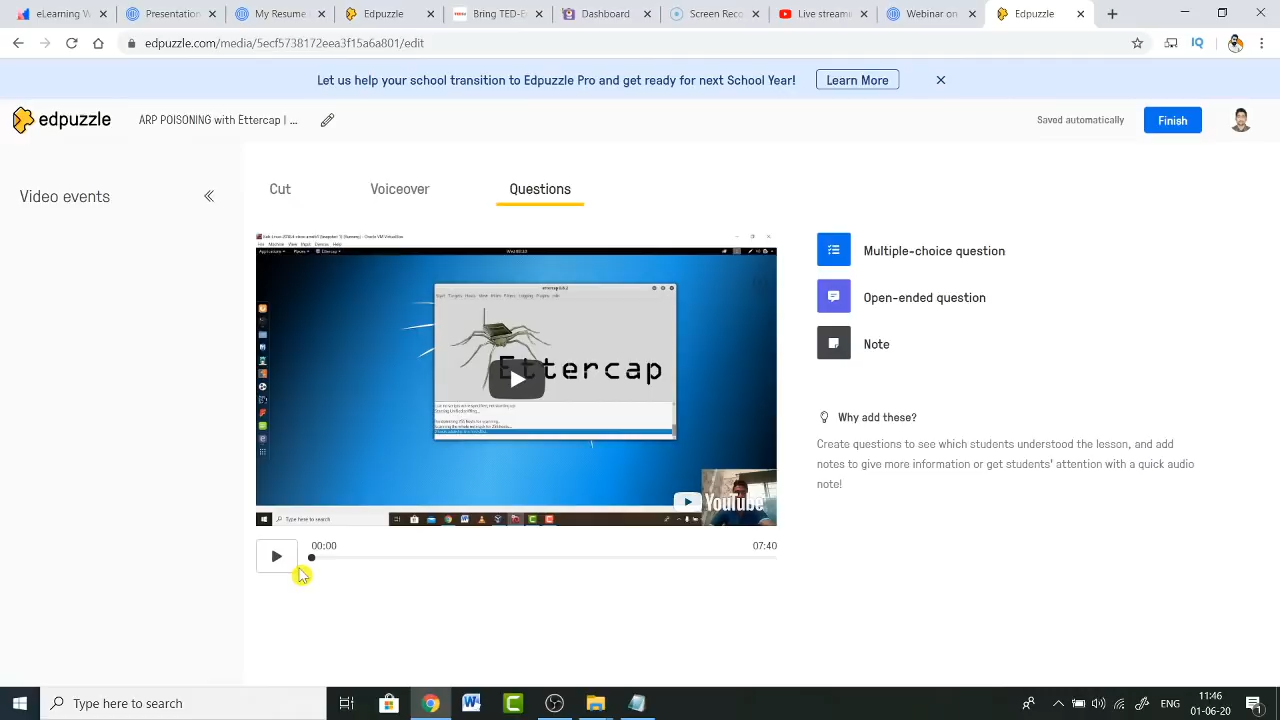 eLearning U
Presentation
My Resume
Edpuzzle
Bring TED-E
Dashboard
Screen Reco
Live stream
Webinar on
Edpuzzle
edpuzzle.com/media/5ecf5738172eea3f15a6a801/edit
IQ
Let us help your school transition to Edpuzzle Pro and get ready for next School Year!
Learn More
edpuzzle
ARP POISONING with Ettercap | ...
Saved automatically
Finish
Video events
Cut
Voiceover
Questions
Multiple-choice question
Open-ended question
Note
Ettercap
Why add these?
Create questions to see which students understood the lesson, and add
notes to give more information or get students' attention with a quick audio
note!
YouTube
Type here to search
00:00
07:40
Type here to search
ENG
11:46
01-06-20